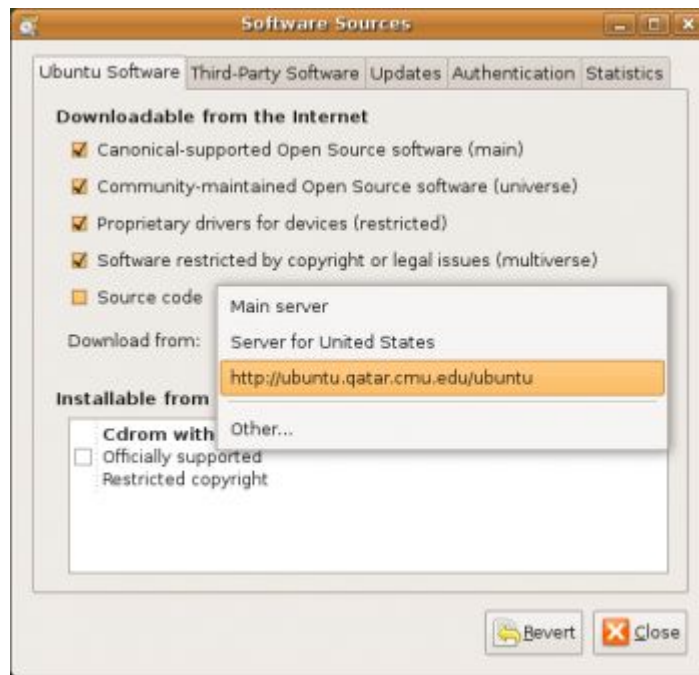 Software Sources
Ubuntu Software Third-Party Software Updates Authentication Statistics
Downloadable from the Internet
Canonical-supported Open Source software (main)
Community-maintained Open Source software (universe)
Proprietary drivers for devices (restricted)
Software restricted by copyright or legal issues (multiverse)
Source code
Download from:
Main server
Server for United States
http://ubuntu.qatar.cmu.edu/ubuntu
Other...
Installable from
Cdrom with
Officially supported
Restricted copyright
Revert Close